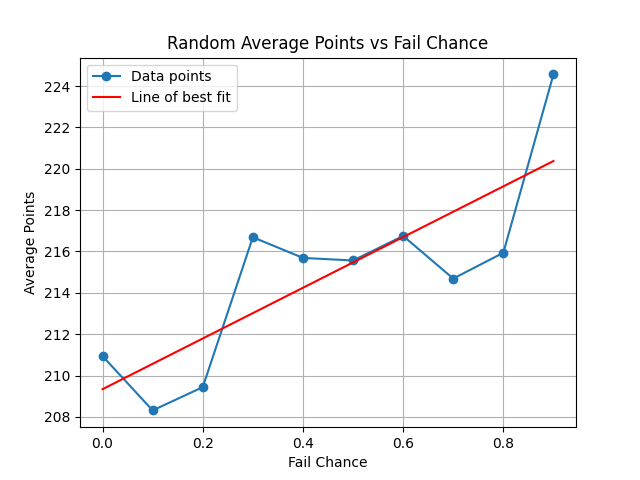 Random Average Points vs Fail Chance
Data points
Line of best fit
224
222
220
218
216
214
212
210
208
Average Points
0.0 0.2 0.4 0.6 0.8
Fail Chance